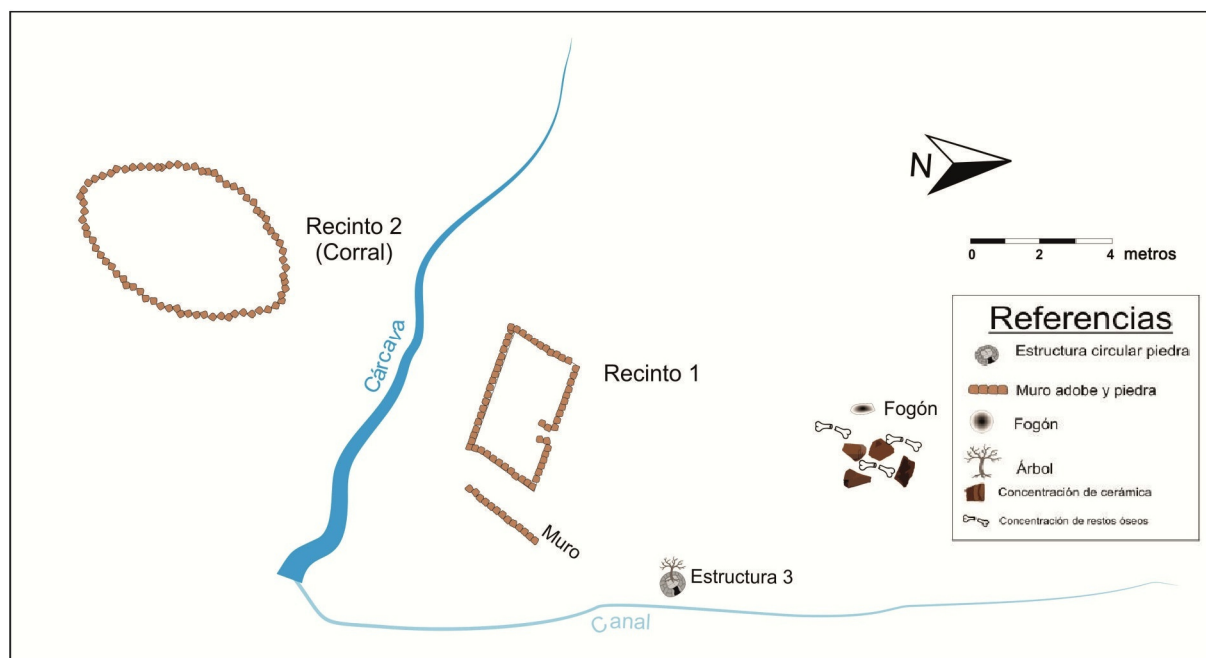 N
0 2 4 metros
Recinto 2
(Corral)
Cárcava
Recinto 1
Fogón
Muro
Estructura 3
Canal
Referencias
Estructura circular piedra
Muro adobe y piedra
Fogón
Árbol
Concentración de cerámica
Concentración de restos óseos